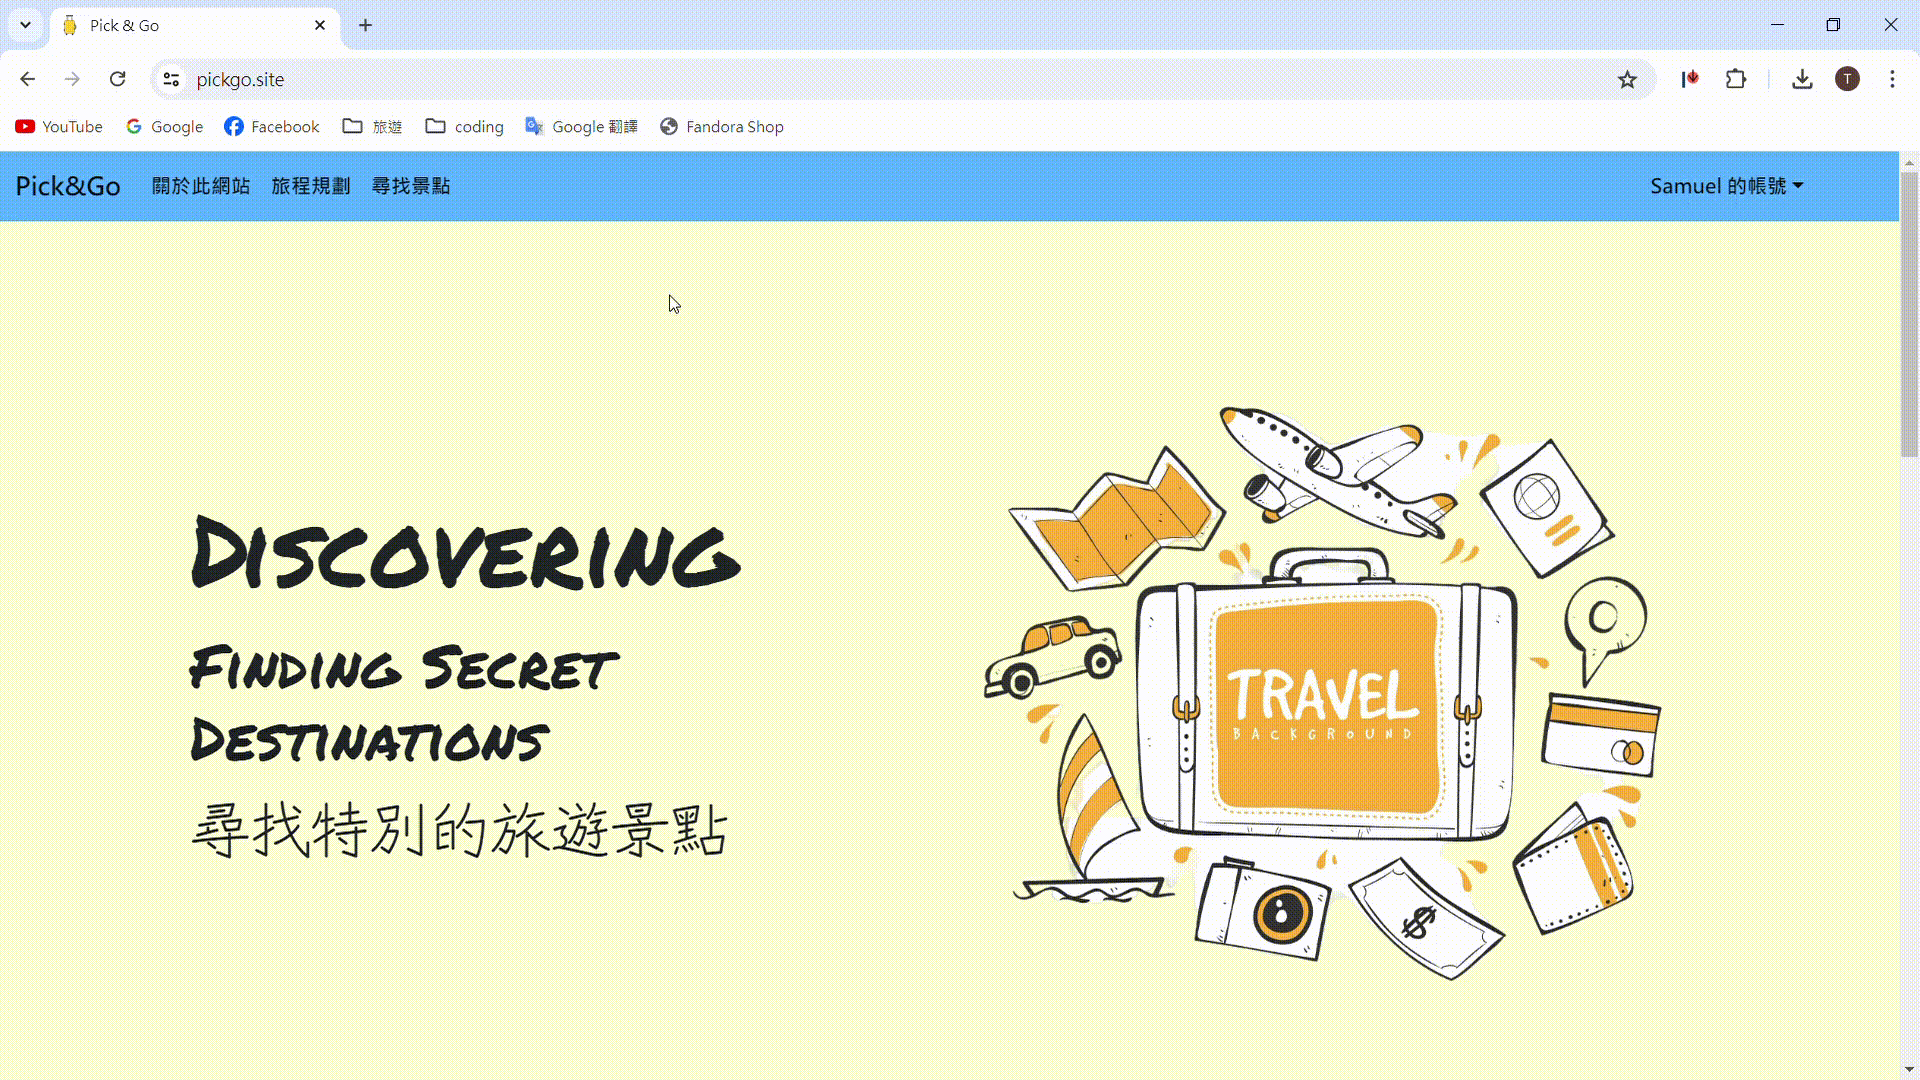 Pick & Go
pickgo.site
T
YouTube
Google
Facebook
旅遊
coding
Google 翻譯
Fandora Shop
Pick&Go
關於此網站
旅程規劃
尋找景點
Samuel 的帳號
DISCOVERING
FINDING SECRET
DESTINATIONS
尋找特別的旅遊景點
TRAVEL
BACKGROUND
$